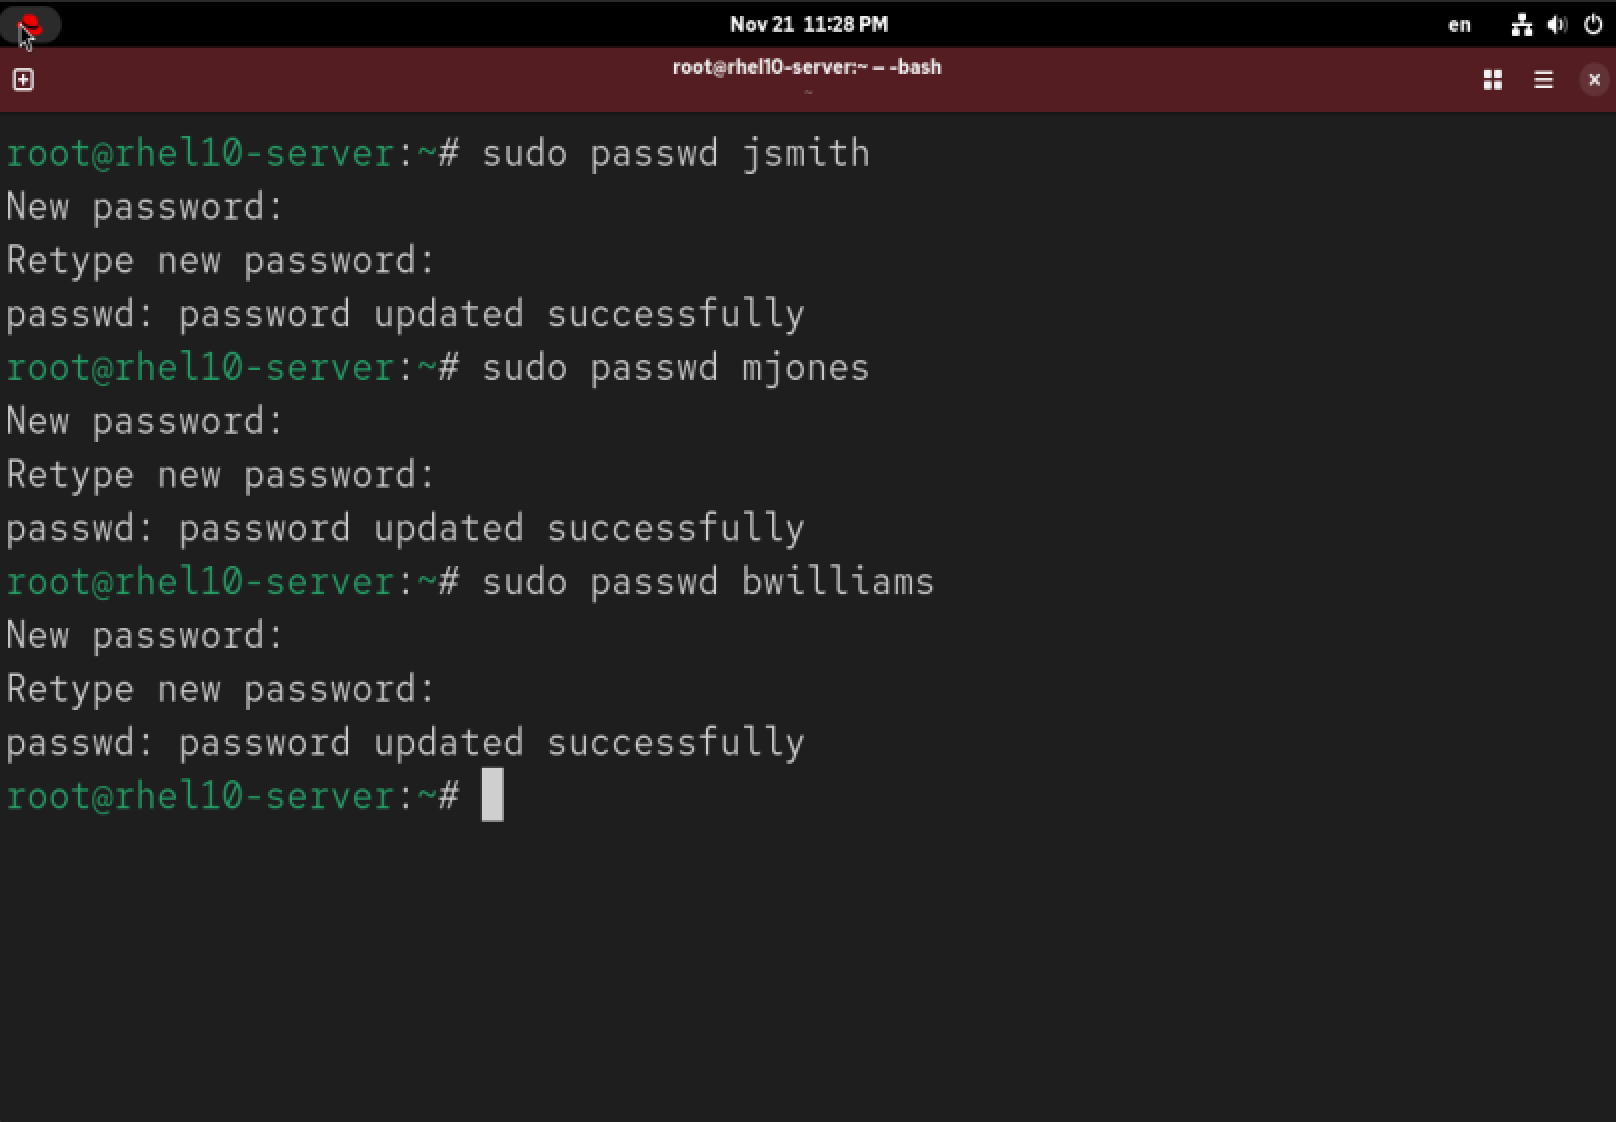 Nov 21 11:28 PM
en
root@rhel10-server:~ — -bash
~
root@rhel10-server:~# sudo passwd jsmith
New password:
Retype new password:
passwd: password updated successfully
root@rhel10-server:~# sudo passwd mjones
New password:
Retype new password:
passwd: password updated successfully
root@rhel10-server:~# sudo passwd bwilliams
New password:
Retype new password:
passwd: password updated successfully
root@rhel10-server:~#